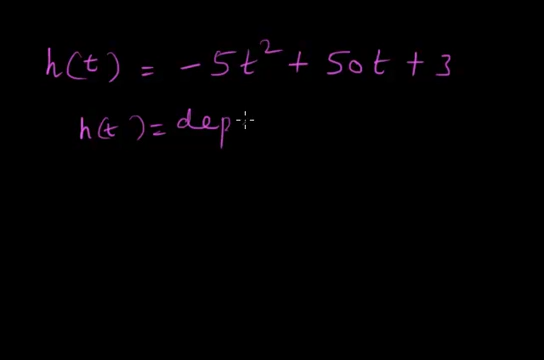 h(t) = -5t² + 50t + 3
h(t) = dep